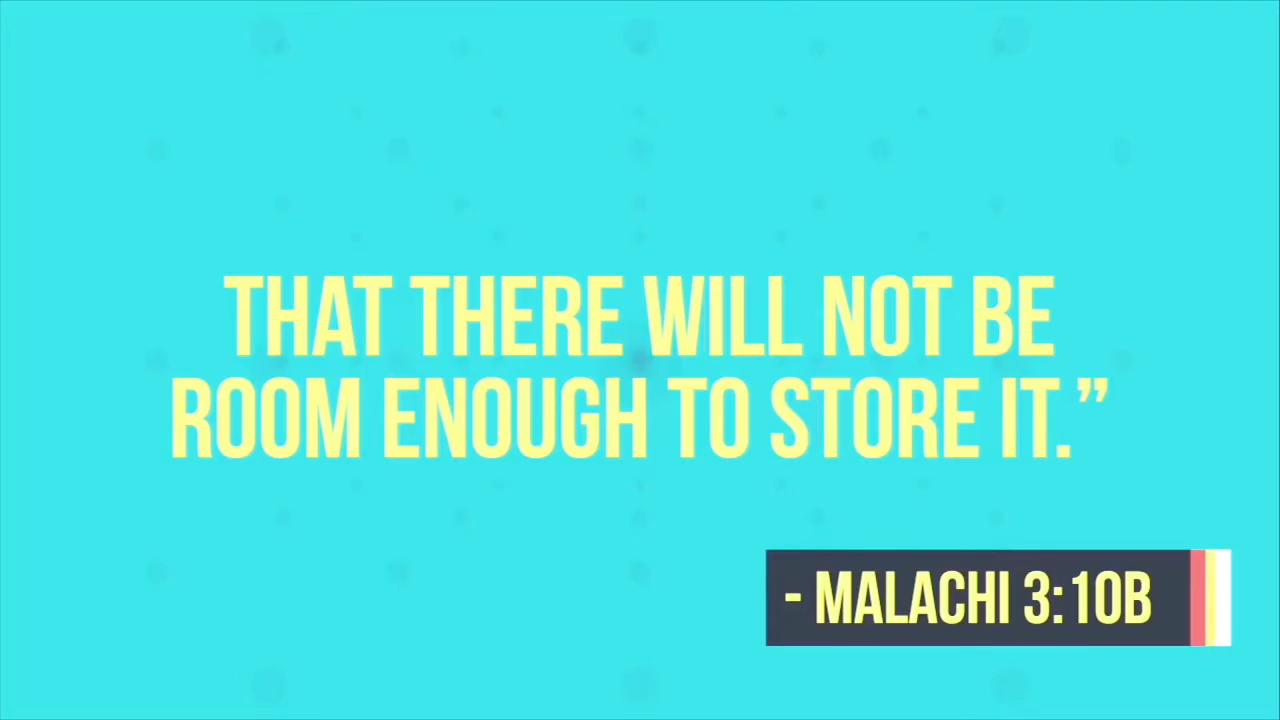 THAT THERE WILL NOT BE
ROOM ENOUGH TO STORE IT.”
- MALACHI 3:10B